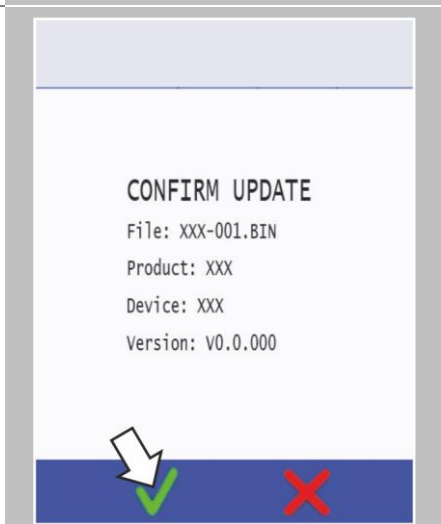 CONFIRM UPDATE
File: XXX-001.BIN
Product: XXX
Device: XXX
Version: V0.0.000